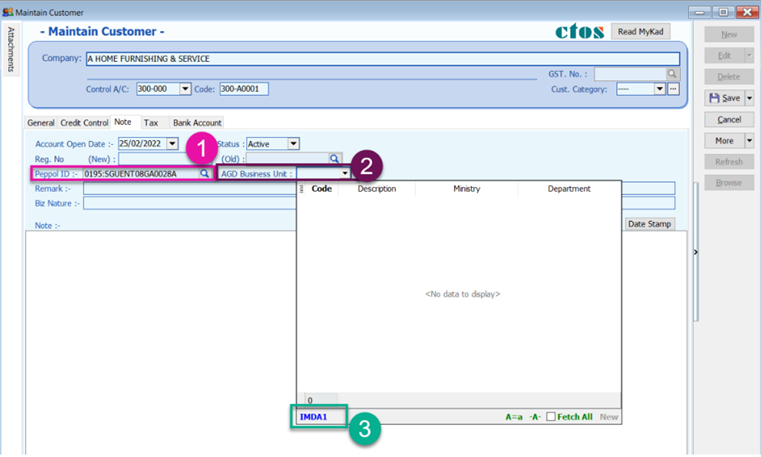 Maintain Customer
Attachments
- Maintain Customer -
ctos
Read MyKad
Company: A HOME FURNISHING & SERVICE
GST. No. :
Control A/C: 300-000 Code: 300-A0001
Cust. Category: ----
General Credit Control Note Tax Bank Account
Account Open Date :- 25/02/2022 Status : Active
1
Reg. No (New) : (Old) :
2
Peppol ID :- 0195:SGUENT08GA0028A AGD Business Unit :
Remark :-
Biz Nature :-
Note :-
Date Stamp
Code Description Ministry Department
<No data to display>
0
IMDA1
A=a -A- Fetch All New
3
New
Edit
Delete
Save
Cancel
More
Refresh
Browse